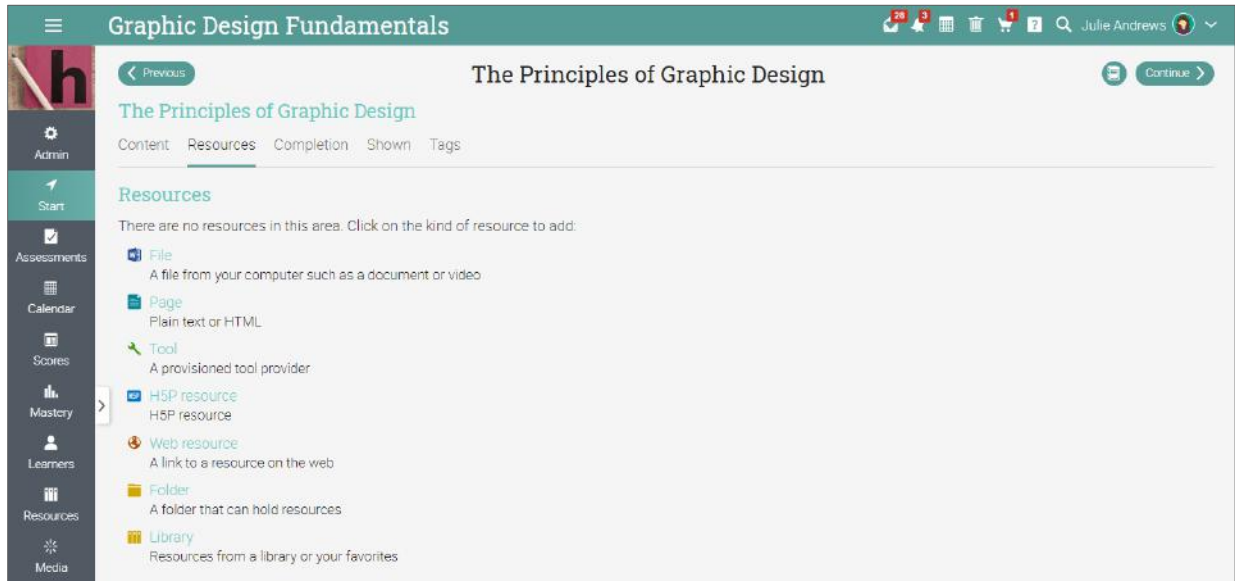 Graphic Design Fundamentals
28
3
1
Julie Andrews
h
Previous
The Principles of Graphic Design
Continue
The Principles of Graphic Design
Content Resources Completion Shown Tags
Admin
Start
Assessments
Calendar
Scores
Mastery
Learners
Resources
Media
Resources
There are no resources in this area. Click on the kind of resource to add:
File
A file from your computer such as a document or video
Page
Plain text or HTML
Tool
A provisioned tool provider
H5P resource
H5P resource
Web resource
A link to a resource on the web
Folder
A folder that can hold resources
Library
Resources from a library or your favorites